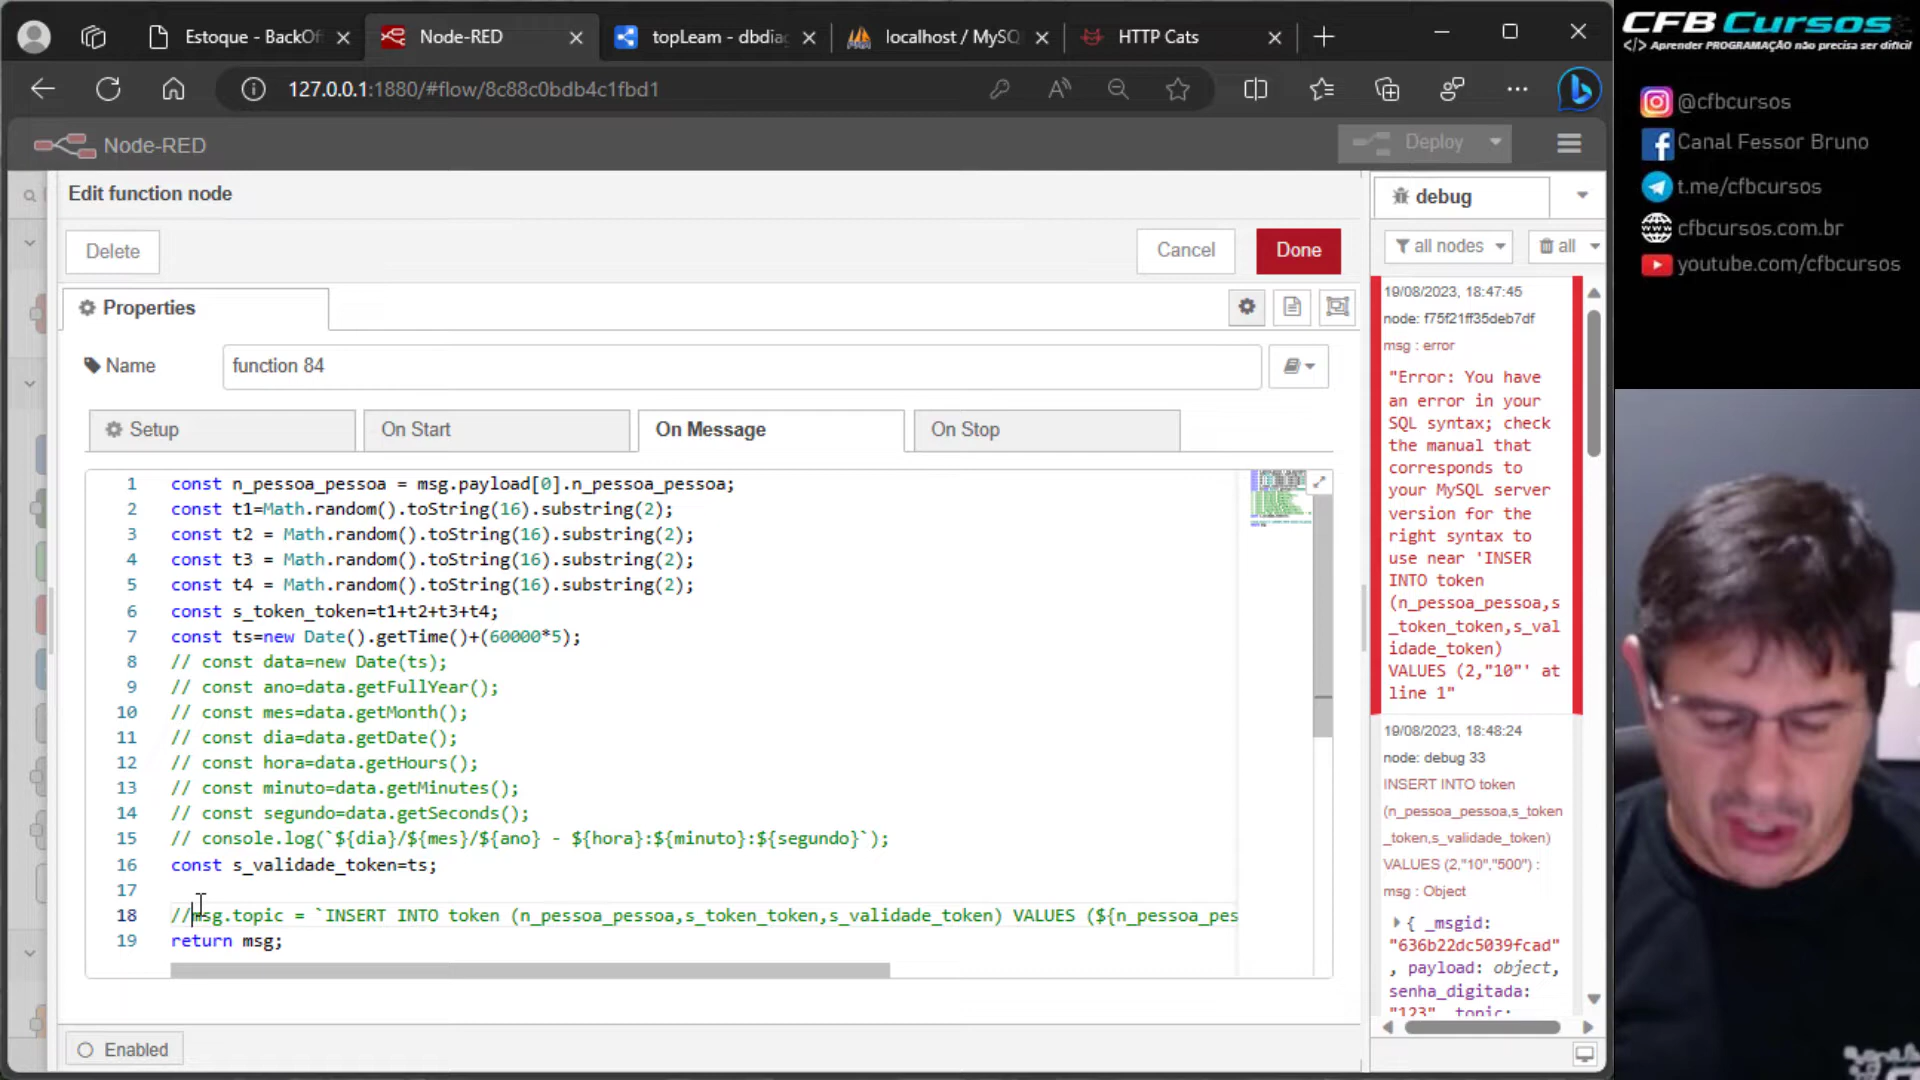 Estoque - BackOf
Node-RED
topLearn - dbdiag
localhost / MySQ
HTTP Cats
127.0.0.1:1880/#flow/8c88c0bdb4c1fbd1
Node-RED
Deploy
Edit function node
Delete
Cancel
Done
Properties
Name
function 84
Setup
On Start
On Message
On Stop
1 const n_pessoa_pessoa = msg.payload[0].n_pessoa_pessoa;
2 const t1=Math.random().toString(16).substring(2);
3 const t2 = Math.random().toString(16).substring(2);
4 const t3 = Math.random().toString(16).substring(2);
5 const t4 = Math.random().toString(16).substring(2);
6 const s_token_token=t1+t2+t3+t4;
7 const ts=new Date().getTime()+(60000*5);
8 // const data=new Date(ts);
9 // const ano=data.getFullYear();
10 // const mes=data.getMonth();
11 // const dia=data.getDate();
12 // const hora=data.getHours();
13 // const minuto=data.getMinutes();
14 // const segundo=data.getSeconds();
15 // console.log(`${dia}/${mes}/${ano} - ${hora}:${minuto}:${segundo}`);
16 const s_validade_token=ts;
17
18 //msg.topic = `INSERT INTO token (n_pessoa_pessoa,s_token_token,s_validade_token) VALUES (${n_pessoa_pes
19 return msg;
Enabled
debug
all nodes
all
19/08/2023, 18:47:45
node: f75f21ff35deb7df
msg : error
"Error: You have
an error in your
SQL syntax; check
the manual that
corresponds to
your MySQL server
version for the
right syntax to
use near 'INSER
INTO token
(n_pessoa_pessoa,s
_token_token,s_val
idade_token)
VALUES (2,"10"' at
line 1"
19/08/2023, 18:48:24
node: debug 33
INSERT INTO token
(n_pessoa_pessoa,s_token
_token,s_validade_token)
VALUES (2,"10","500") :
msg : Object
{ _msgid:
"636b22dc5039fcad"
, payload: object,
senha_digitada:
"123", topic:
CFB Cursos
</> Aprender PROGRAMAÇÃO não precisa ser difícil
@cfbcursos
Canal Fessor Bruno
t.me/cfbcursos
cfbcursos.com.br
youtube.com/cfbcursos